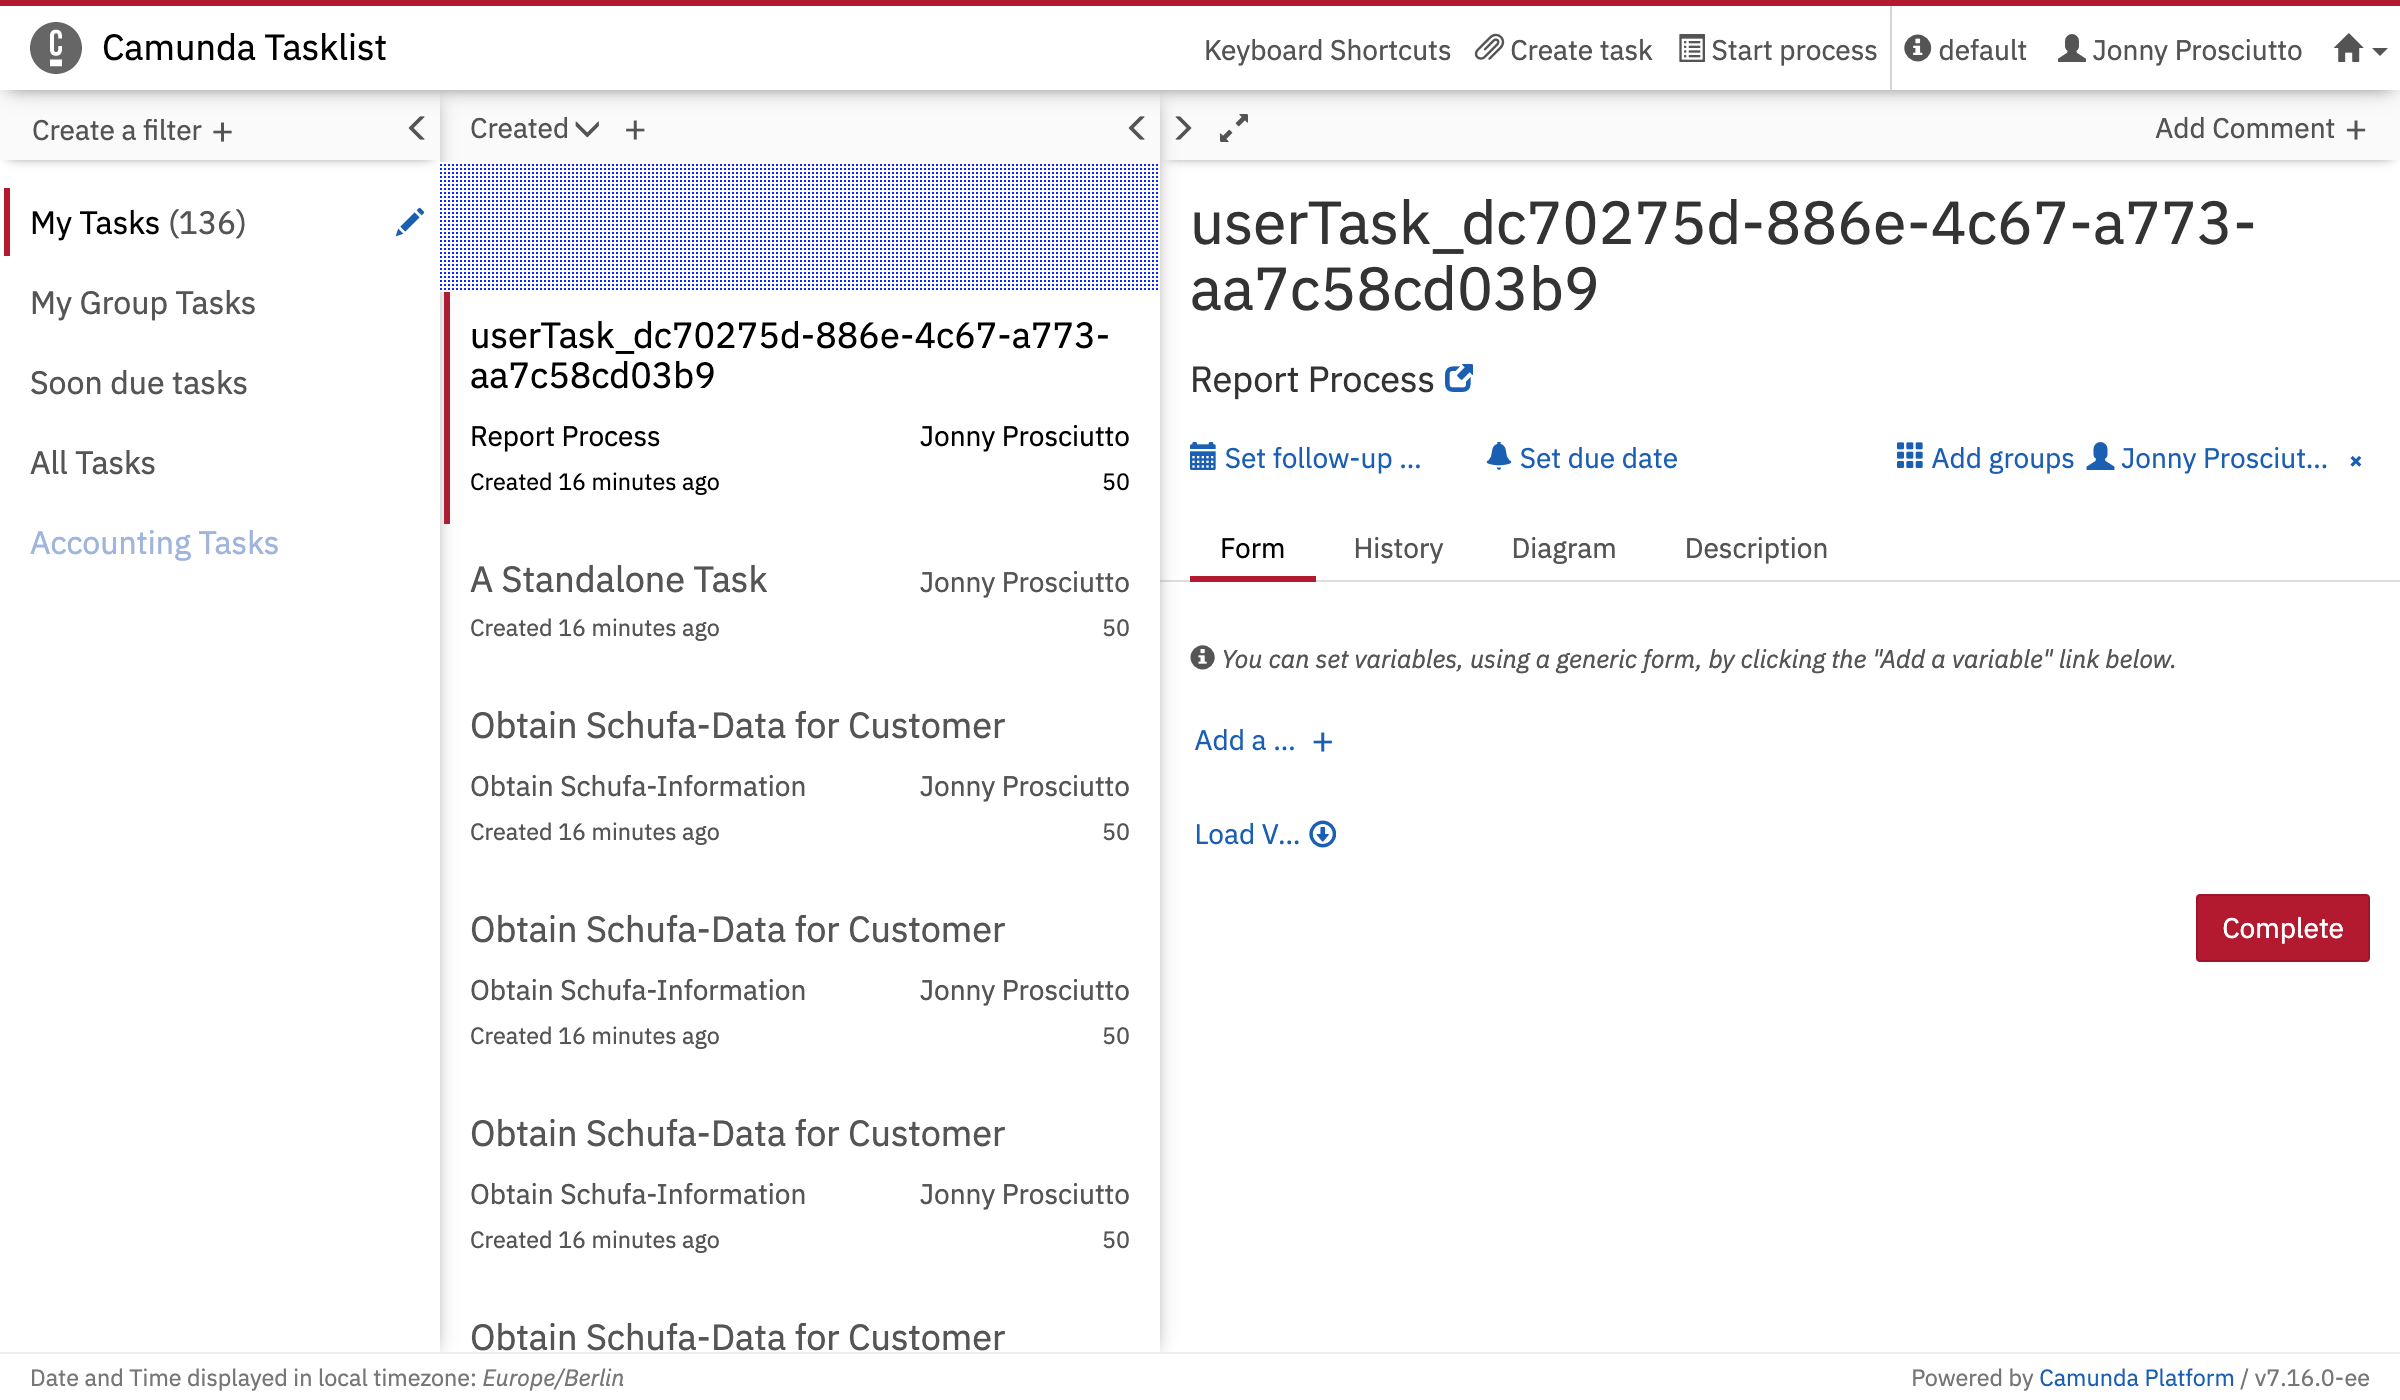 Camunda Tasklist
Keyboard Shortcuts Create task Start process default Jonny Prosciutto
Create a filter +
My Tasks (136)
My Group Tasks
Soon due tasks
All Tasks
Accounting Tasks
Created +
userTask_dc70275d-886e-4c67-a773-
aa7c58cd03b9
Report Process Jonny Prosciutto
Created 16 minutes ago 50
A Standalone Task Jonny Prosciutto
Created 16 minutes ago 50
Obtain Schufa-Data for Customer
Obtain Schufa-Information Jonny Prosciutto
Created 16 minutes ago 50
Obtain Schufa-Data for Customer
Obtain Schufa-Information Jonny Prosciutto
Created 16 minutes ago 50
Obtain Schufa-Data for Customer
Obtain Schufa-Information Jonny Prosciutto
Created 16 minutes ago 50
Obtain Schufa-Data for Customer
Add Comment +
userTask_dc70275d-886e-4c67-a773-
aa7c58cd03b9
Report Process
Set follow-up ... Set due date Add groups Jonny Prosciut... ×
Form History Diagram Description
You can set variables, using a generic form, by clicking the "Add a variable" link below.
Add a ... +
Load V...
Complete
Date and Time displayed in local timezone: Europe/Berlin
Powered by Camunda Platform / v7.16.0-ee